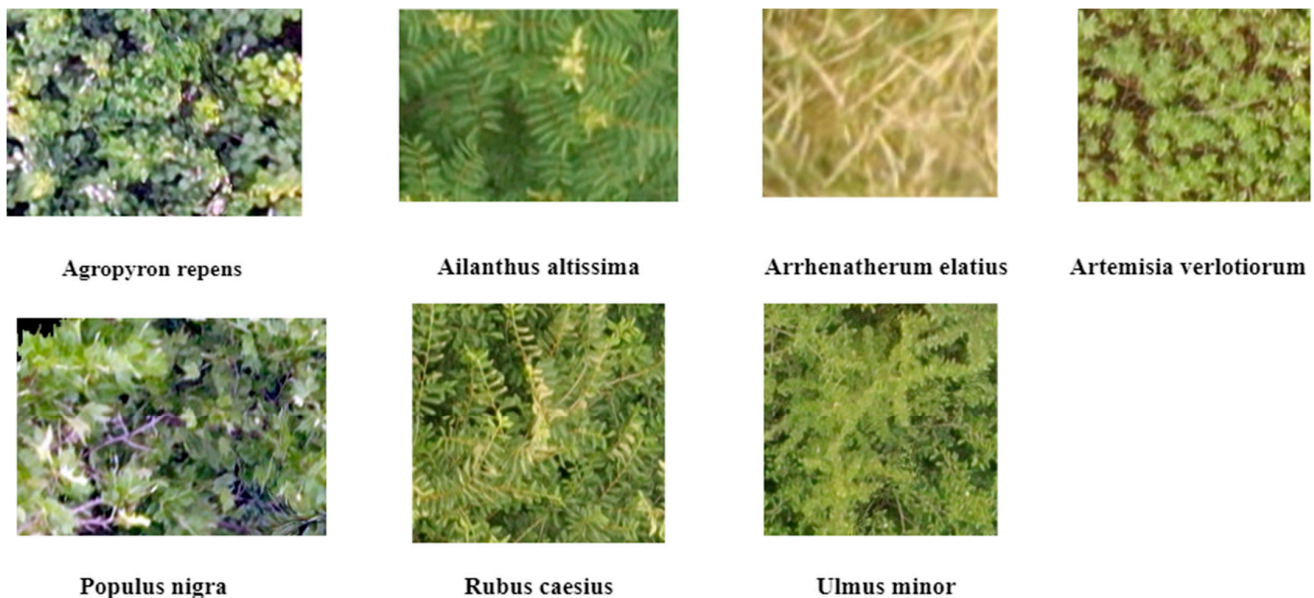 Agropyron repens
Ailanthus altissima
Arrhenatherum elatius
Artemisia verlotiorum
Populus nigra
Rubus caesius
Ulmus minor